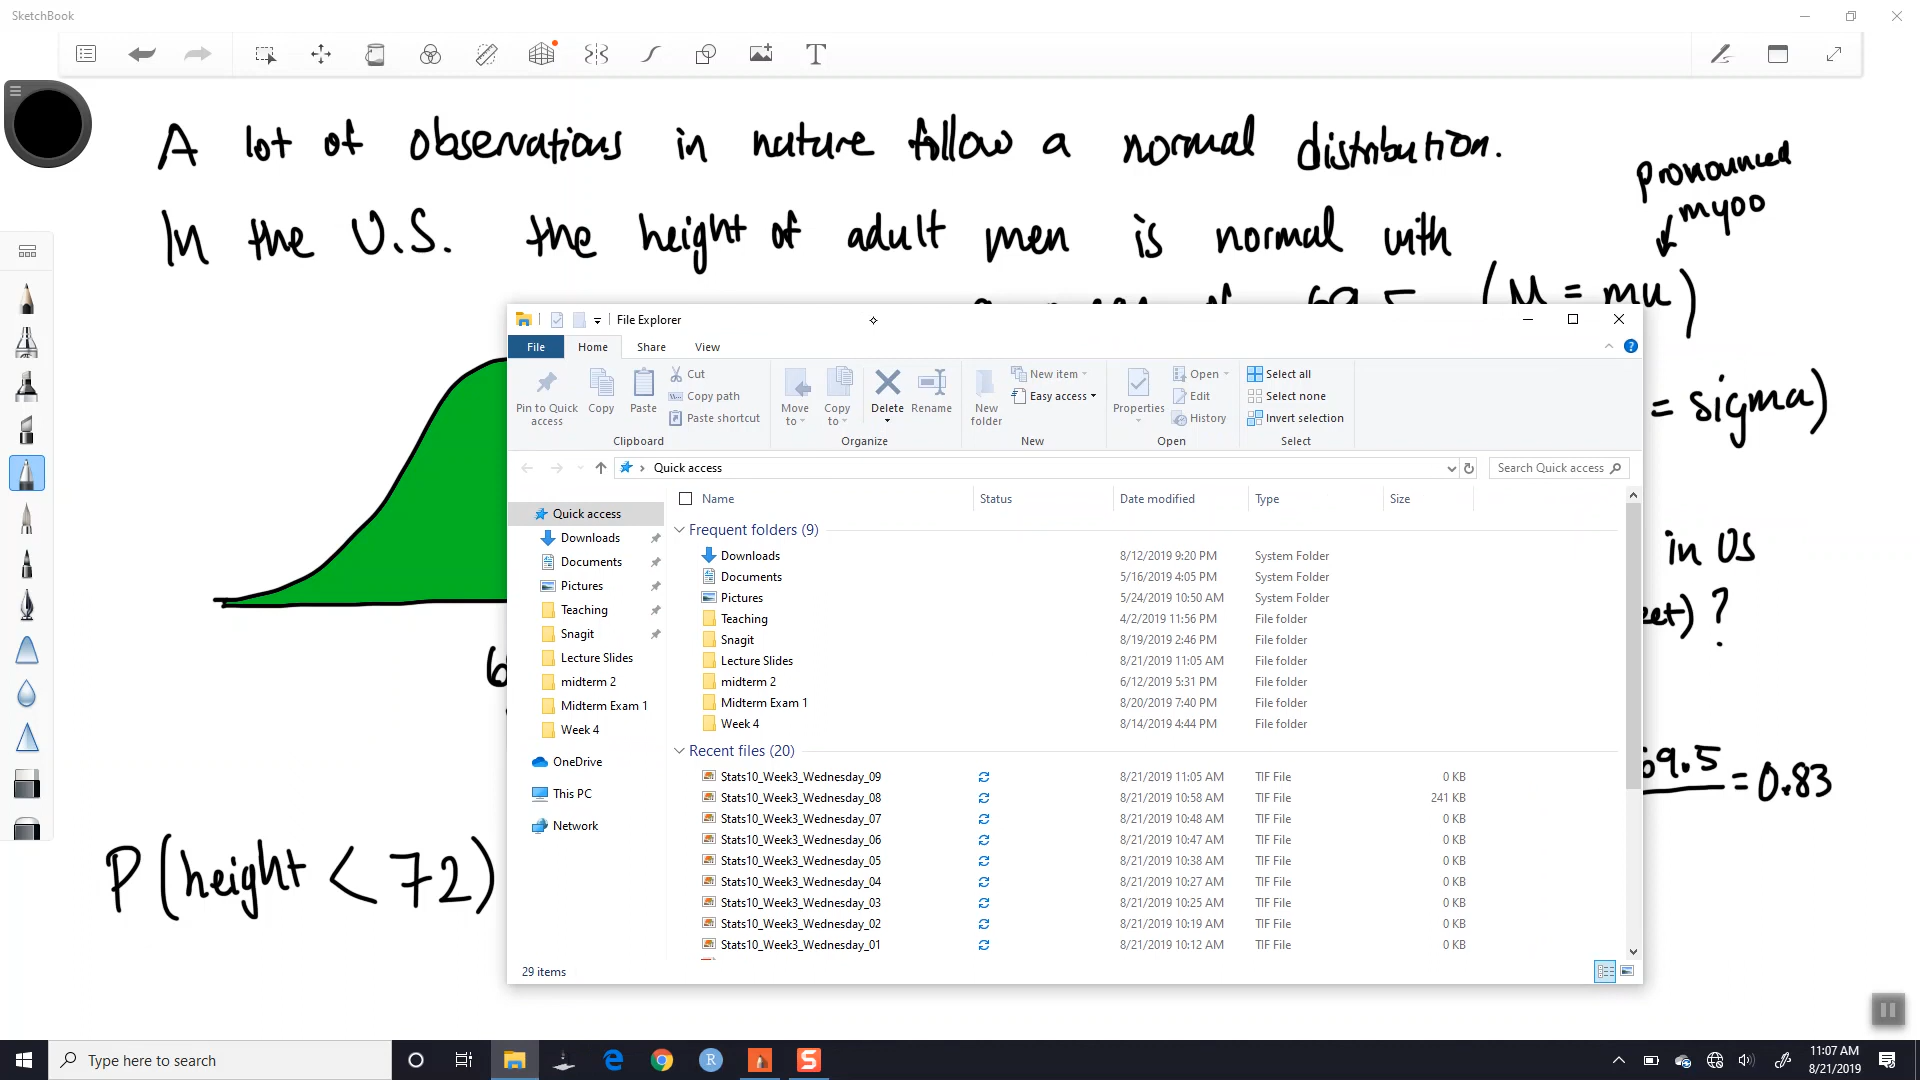 SketchBook
A lot of observations in nature follow a normal distribution.
pronounced
myoo
In the U.S. the height of adult men is normal with
(M = mu)
= sigma)
in US
eet) ?
69.5 = 0.83
P(height < 72)
File Explorer
File Home Share View
Pin to Quick access
Copy
Paste
Cut
Copy path
Paste shortcut
Clipboard
Move to
Copy to
Delete
Rename
Organize
New folder
New item
Easy access
New
Properties
Open
Edit
History
Open
Select all
Select none
Invert selection
Select
Quick access
Search Quick access
Quick access
Downloads
Documents
Pictures
Teaching
Snagit
Lecture Slides
midterm 2
Midterm Exam 1
Week 4
OneDrive
This PC
Network
Name Status Date modified Type Size
Frequent folders (9)
Downloads 8/12/2019 9:20 PM System Folder
Documents 5/16/2019 4:05 PM System Folder
Pictures 5/24/2019 10:50 AM System Folder
Teaching 4/2/2019 11:56 PM File folder
Snagit 8/19/2019 2:46 PM File folder
Lecture Slides 8/21/2019 11:05 AM File folder
midterm 2 6/12/2019 5:31 PM File folder
Midterm Exam 1 8/20/2019 7:40 PM File folder
Week 4 8/14/2019 4:44 PM File folder
Recent files (20)
Stats10_Week3_Wednesday_09 8/21/2019 11:05 AM TIF File 0 KB
Stats10_Week3_Wednesday_08 8/21/2019 10:58 AM TIF File 241 KB
Stats10_Week3_Wednesday_07 8/21/2019 10:48 AM TIF File 0 KB
Stats10_Week3_Wednesday_06 8/21/2019 10:47 AM TIF File 0 KB
Stats10_Week3_Wednesday_05 8/21/2019 10:38 AM TIF File 0 KB
Stats10_Week3_Wednesday_04 8/21/2019 10:27 AM TIF File 0 KB
Stats10_Week3_Wednesday_03 8/21/2019 10:25 AM TIF File 0 KB
Stats10_Week3_Wednesday_02 8/21/2019 10:19 AM TIF File 0 KB
Stats10_Week3_Wednesday_01 8/21/2019 10:12 AM TIF File 0 KB
29 items
Type here to search
11:07 AM
8/21/2019